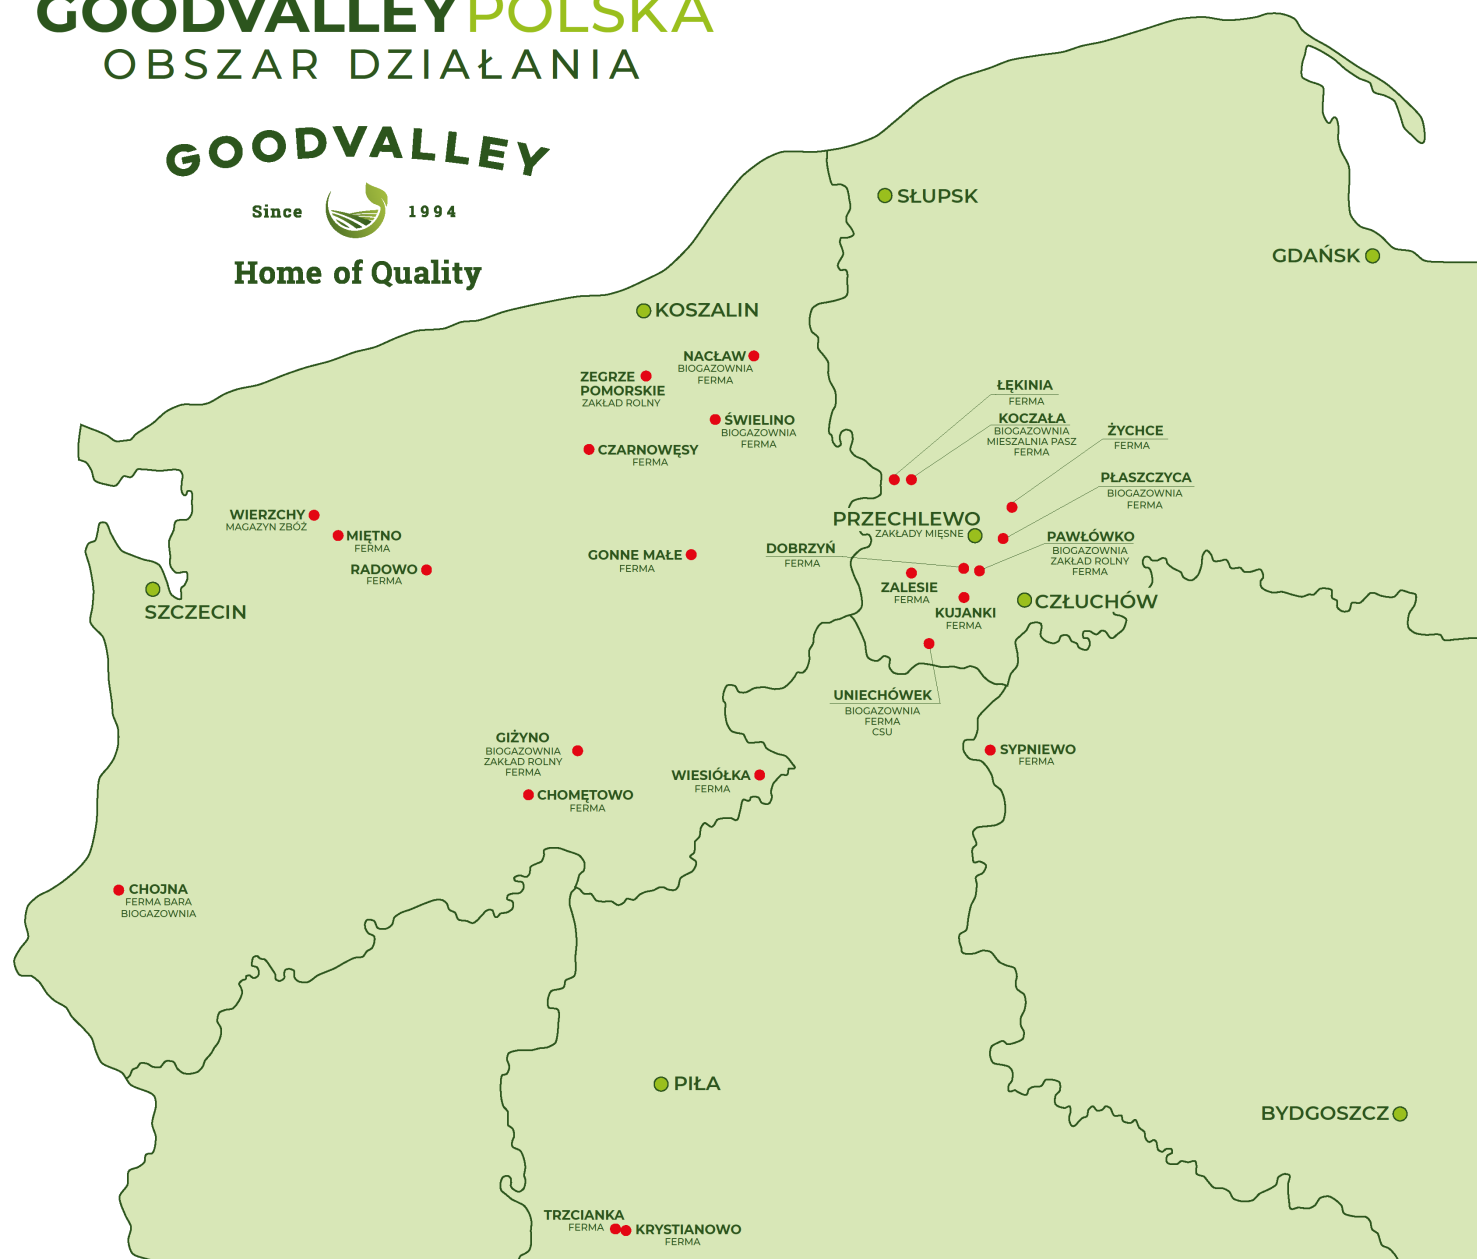 GOODVALLEY POLSKA
OBSZAR DZIAŁANIA
GOODVALLEY
Since 1994
Home of Quality
SŁUPSK
GDAŃSK
KOSZALIN
NACŁAW
BIOGAZOWNIA
FERMA
ZEGRZE
POMORSKIE
ZAKŁAD ROLNY
ŚWIELINO
BIOGAZOWNIA
FERMA
CZARNOWĘSY
FERMA
ŁĘKINIA
FERMA
KOCZAŁA
BIOGAZOWNIA
MIESZALNIA PASZ
FERMA
ŻYCHCE
FERMA
PŁASZCZYCA
BIOGAZOWNIA
FERMA
WIERZCHY
MAGAZYN ZBÓŻ
MIĘTNO
FERMA
RADOWO
FERMA
GONNE MAŁE
FERMA
PRZECHLEWO
ZAKŁADY MIĘSNE
DOBRZYŃ
FERMA
PAWŁÓWKO
BIOGAZOWNIA
ZAKŁAD ROLNY
FERMA
ZALESIE
FERMA
KUJANKI
FERMA
CZŁUCHÓW
SZCZECIN
UNIECHÓWEK
BIOGAZOWNIA
FERMA
CSU
GIŻYNO
BIOGAZOWNIA
ZAKŁAD ROLNY
FERMA
CHOMĘTOWO
FERMA
WIESIÓŁKA
FERMA
SYPNIEWO
FERMA
CHOJNA
FERMA BARA
BIOGAZOWNIA
PIŁA
BYDGOSZCZ
TRZCIANKA
FERMA
KRYSTIANOWO
FERMA